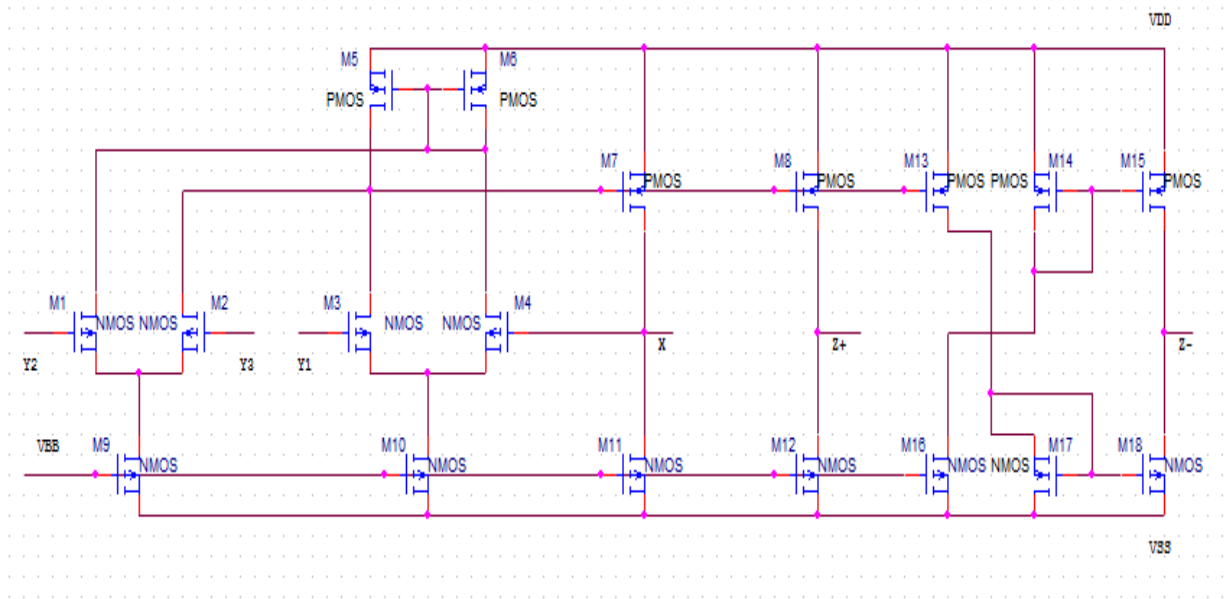 VDD
M5 M6
PMOS PMOS
M7 M8 M13 M14 M15
PMOS PMOS PMOS PMOS PMOS
M1 M2 M3 M4
NMOS NMOS NMOS NMOS
Y2 Y3 Y1 X Z+ Z-
VBB M9 M10 M11 M12 M16 M17 M18
NMOS NMOS NMOS NMOS NMOS NMOS NMOS
VSS